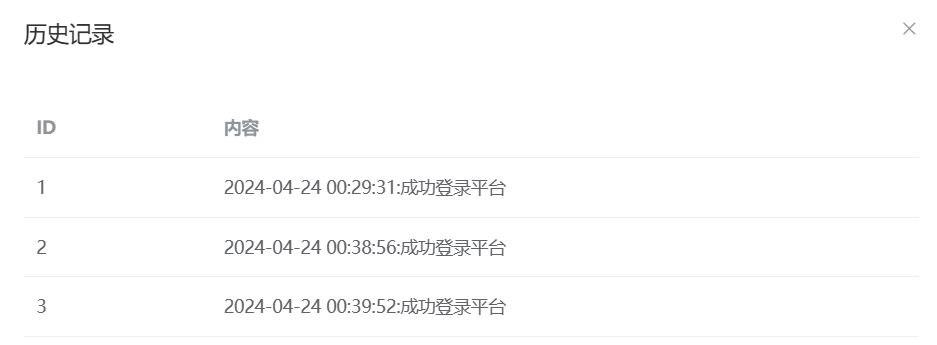 历史记录
ID 内容
1 2024-04-24 00:29:31:成功登录平台
2 2024-04-24 00:38:56:成功登录平台
3 2024-04-24 00:39:52:成功登录平台